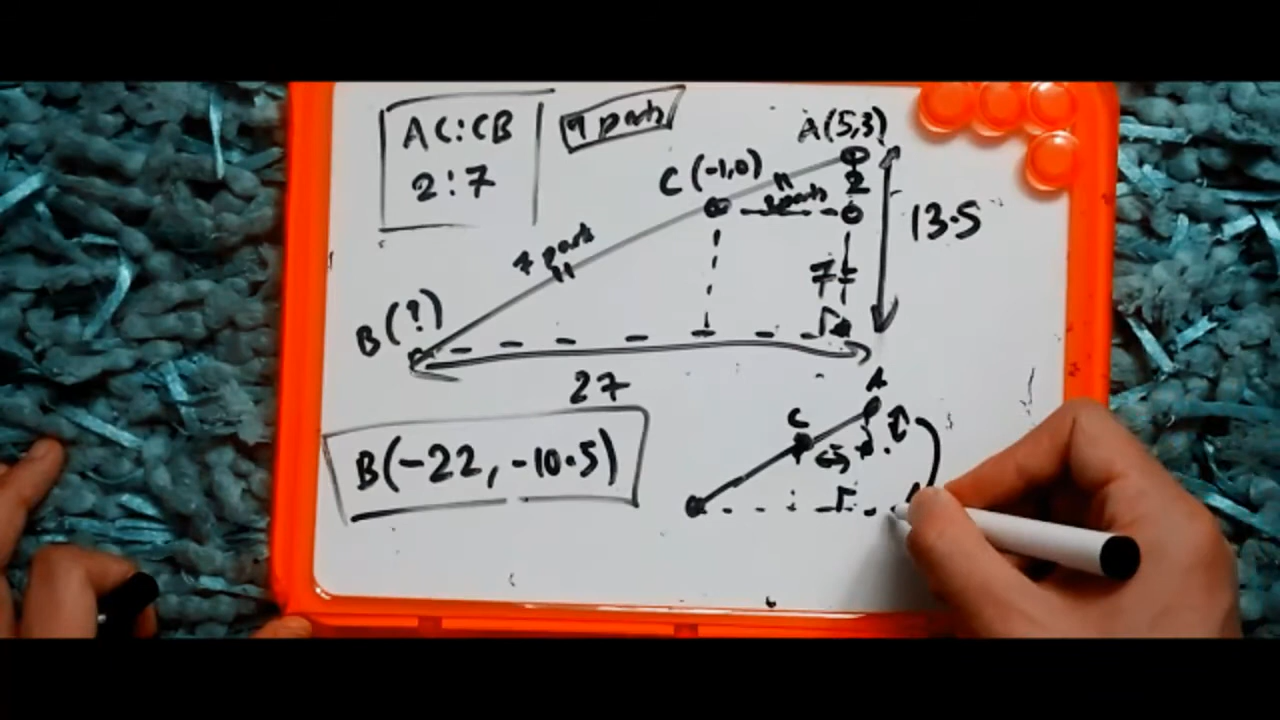 AC:CB
2:7
9 parts
A(5,3)
C(-1,0)
2
2 parts
13.5
7 parts
7
B(?)
27
A
C
B(-22, -10.5)